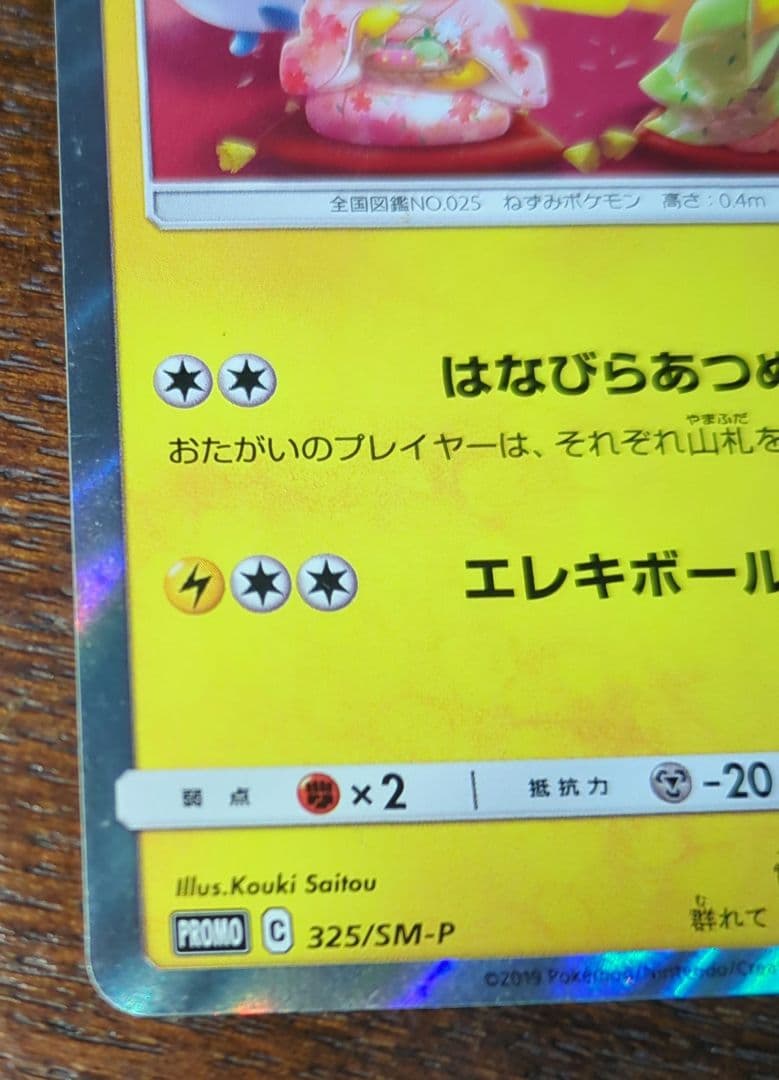 全国図鑑NO.025 ねずみポケモン 高さ：0.4m
はなびらあつめ
やまふだ
おたがいのプレイヤーは、それぞれ山札を
エレキボール
弱点 ×2 抵抗力 -20
Illus.Kouki Saitou
む
群れて
PROMO C 325/SM-P
©2019 Pokémon/Nintendo/Crea